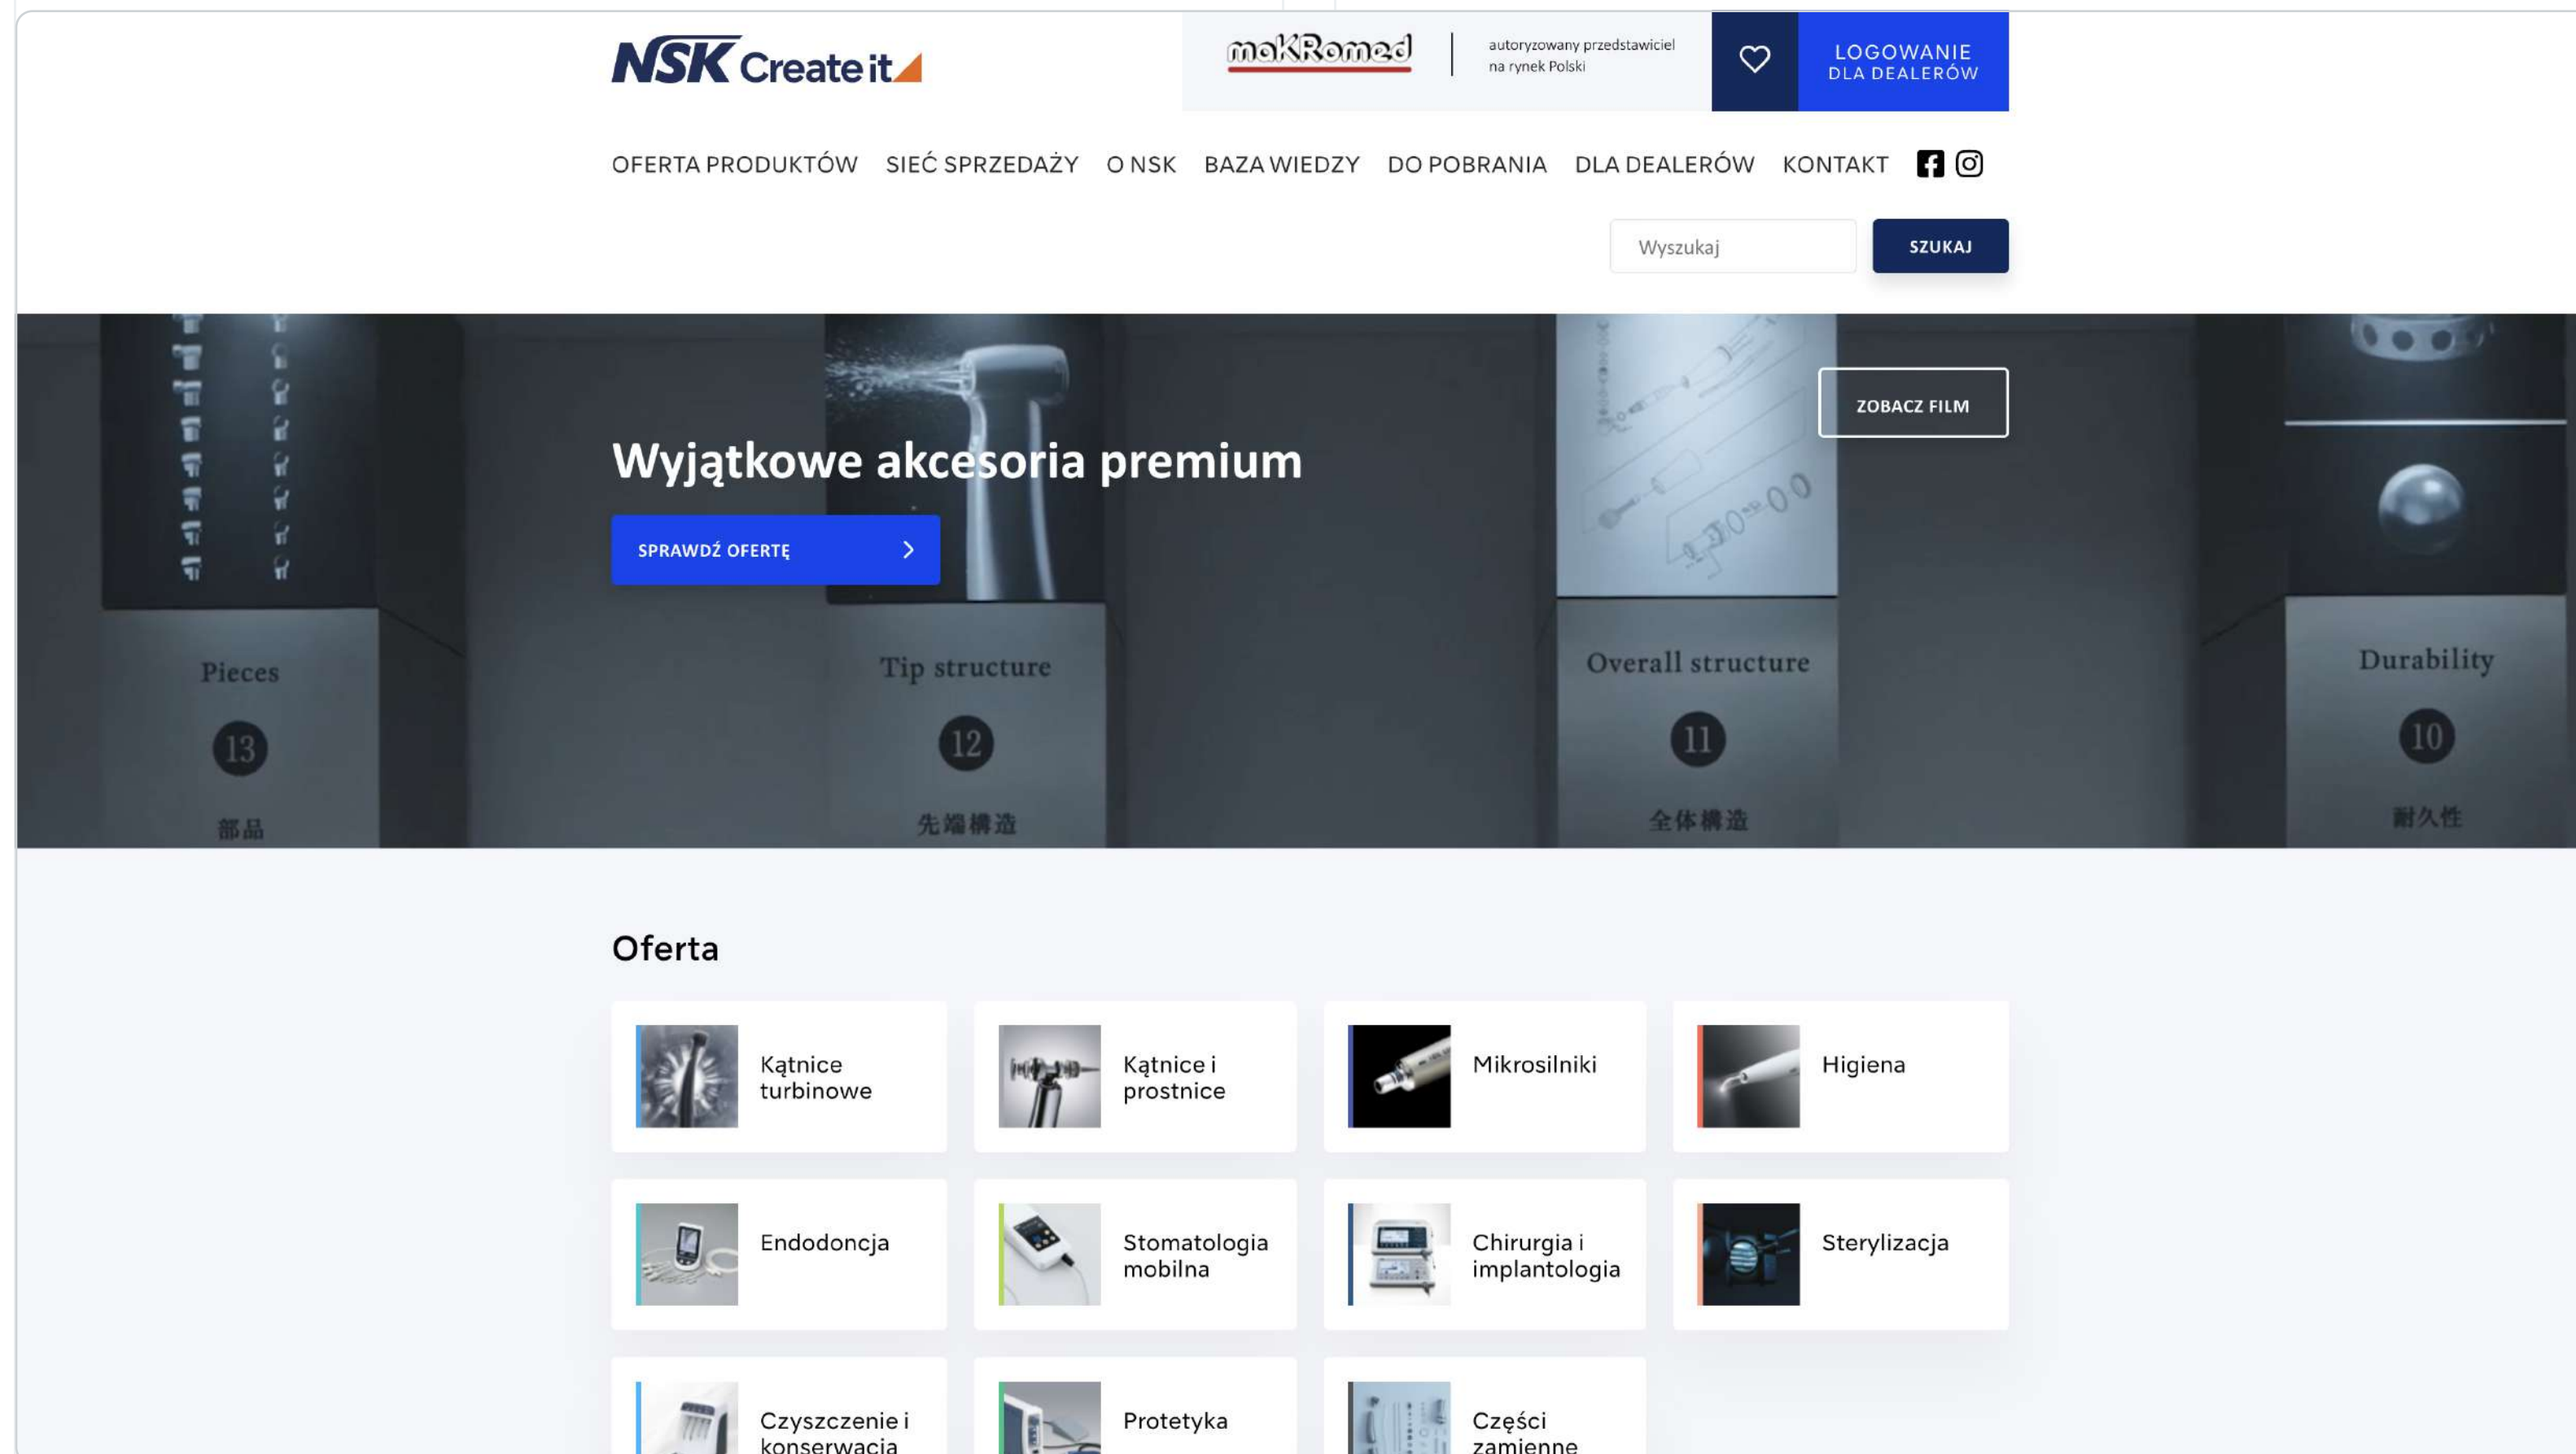 NSK Create it
maKRomed
autoryzowany przedstawiciel
na rynek Polski
LOGOWANIE
DLA DEALERÓW
OFERTA PRODUKTÓW SIEĆ SPRZEDAŻY O NSK BAZA WIEDZY DO POBRANIA DLA DEALERÓW KONTAKT
Wyszukaj
SZUKAJ
ZOBACZ FILM
Wyjątkowe akcesoria premium
SPRAWDŹ OFERTĘ
Pieces
13
部品
Tip structure
12
先端構造
Overall structure
11
全体構造
Durability
10
耐久性
Oferta
Kątnice
turbinowe
Kątnice i
prostnice
Mikrosilniki
Higiena
Endodoncja
Stomatologia
mobilna
Chirurgia i
implantologia
Sterylizacja
Czyszczenie i
konserwacja
Protetyka
Części
zamienne